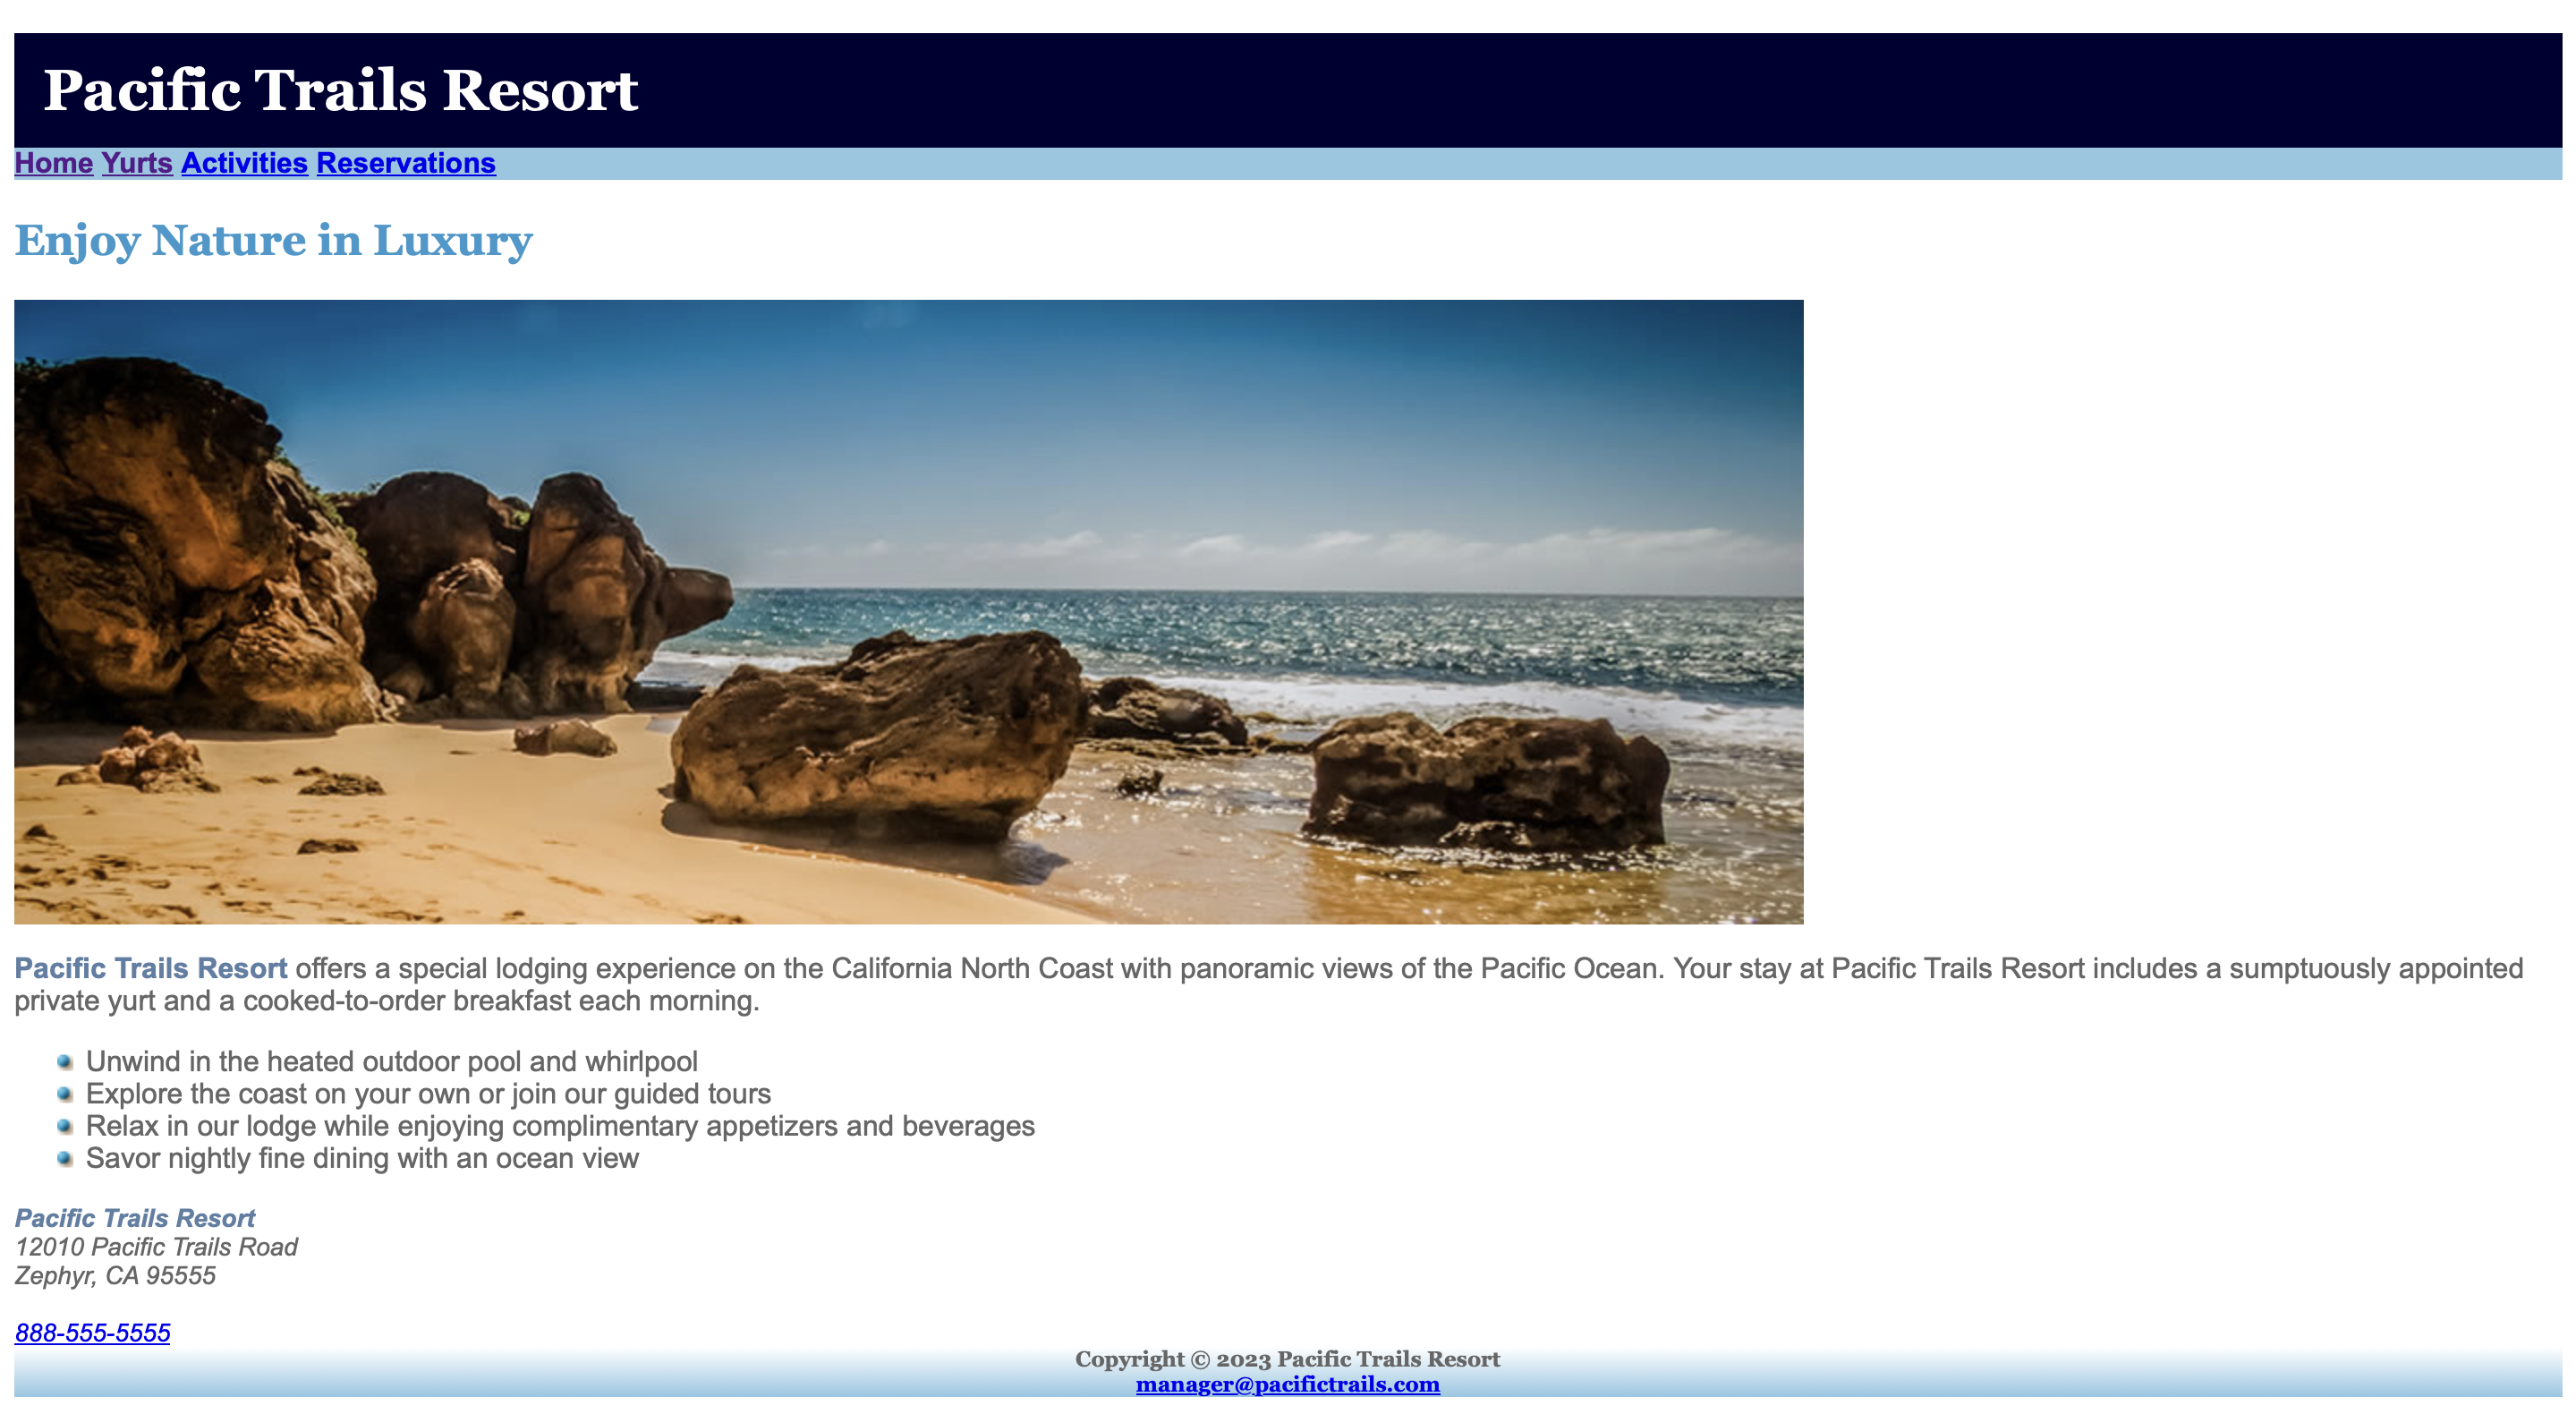 Pacific Trails Resort
Home Yurts Activities Reservations
Enjoy Nature in Luxury
Pacific Trails Resort offers a special lodging experience on the California North Coast with panoramic views of the Pacific Ocean. Your stay at Pacific Trails Resort includes a sumptuously appointed
private yurt and a cooked-to-order breakfast each morning.
Unwind in the heated outdoor pool and whirlpool
Explore the coast on your own or join our guided tours
Relax in our lodge while enjoying complimentary appetizers and beverages
Savor nightly fine dining with an ocean view
Pacific Trails Resort
12010 Pacific Trails Road
Zephyr, CA 95555
888-555-5555
Copyright © 2023 Pacific Trails Resort
manager@pacifictrails.com